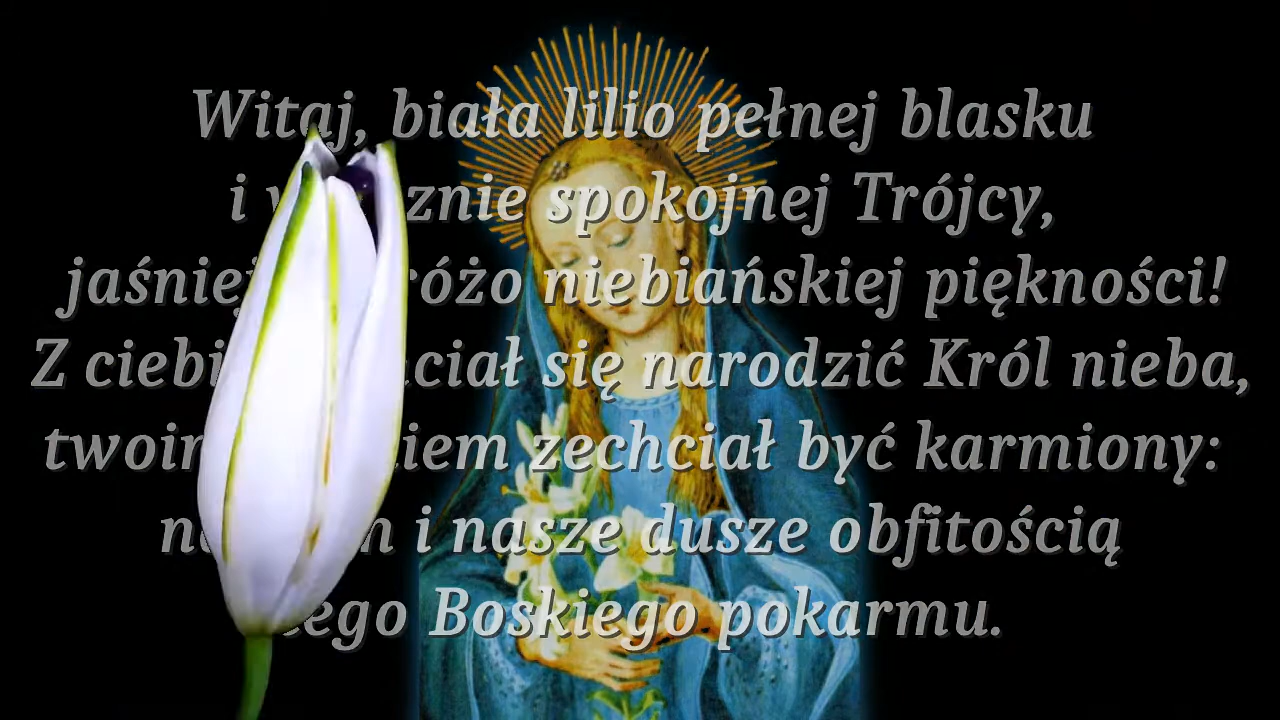 Witaj, biała lilio pełnej blasku
i spokojnej Trójcy,
różo niebiańskiej piękności!
Z się narodzić Król nieba,
zechciał być karmiony:
i nasze dusze obfitością
Boskiego pokarmu.